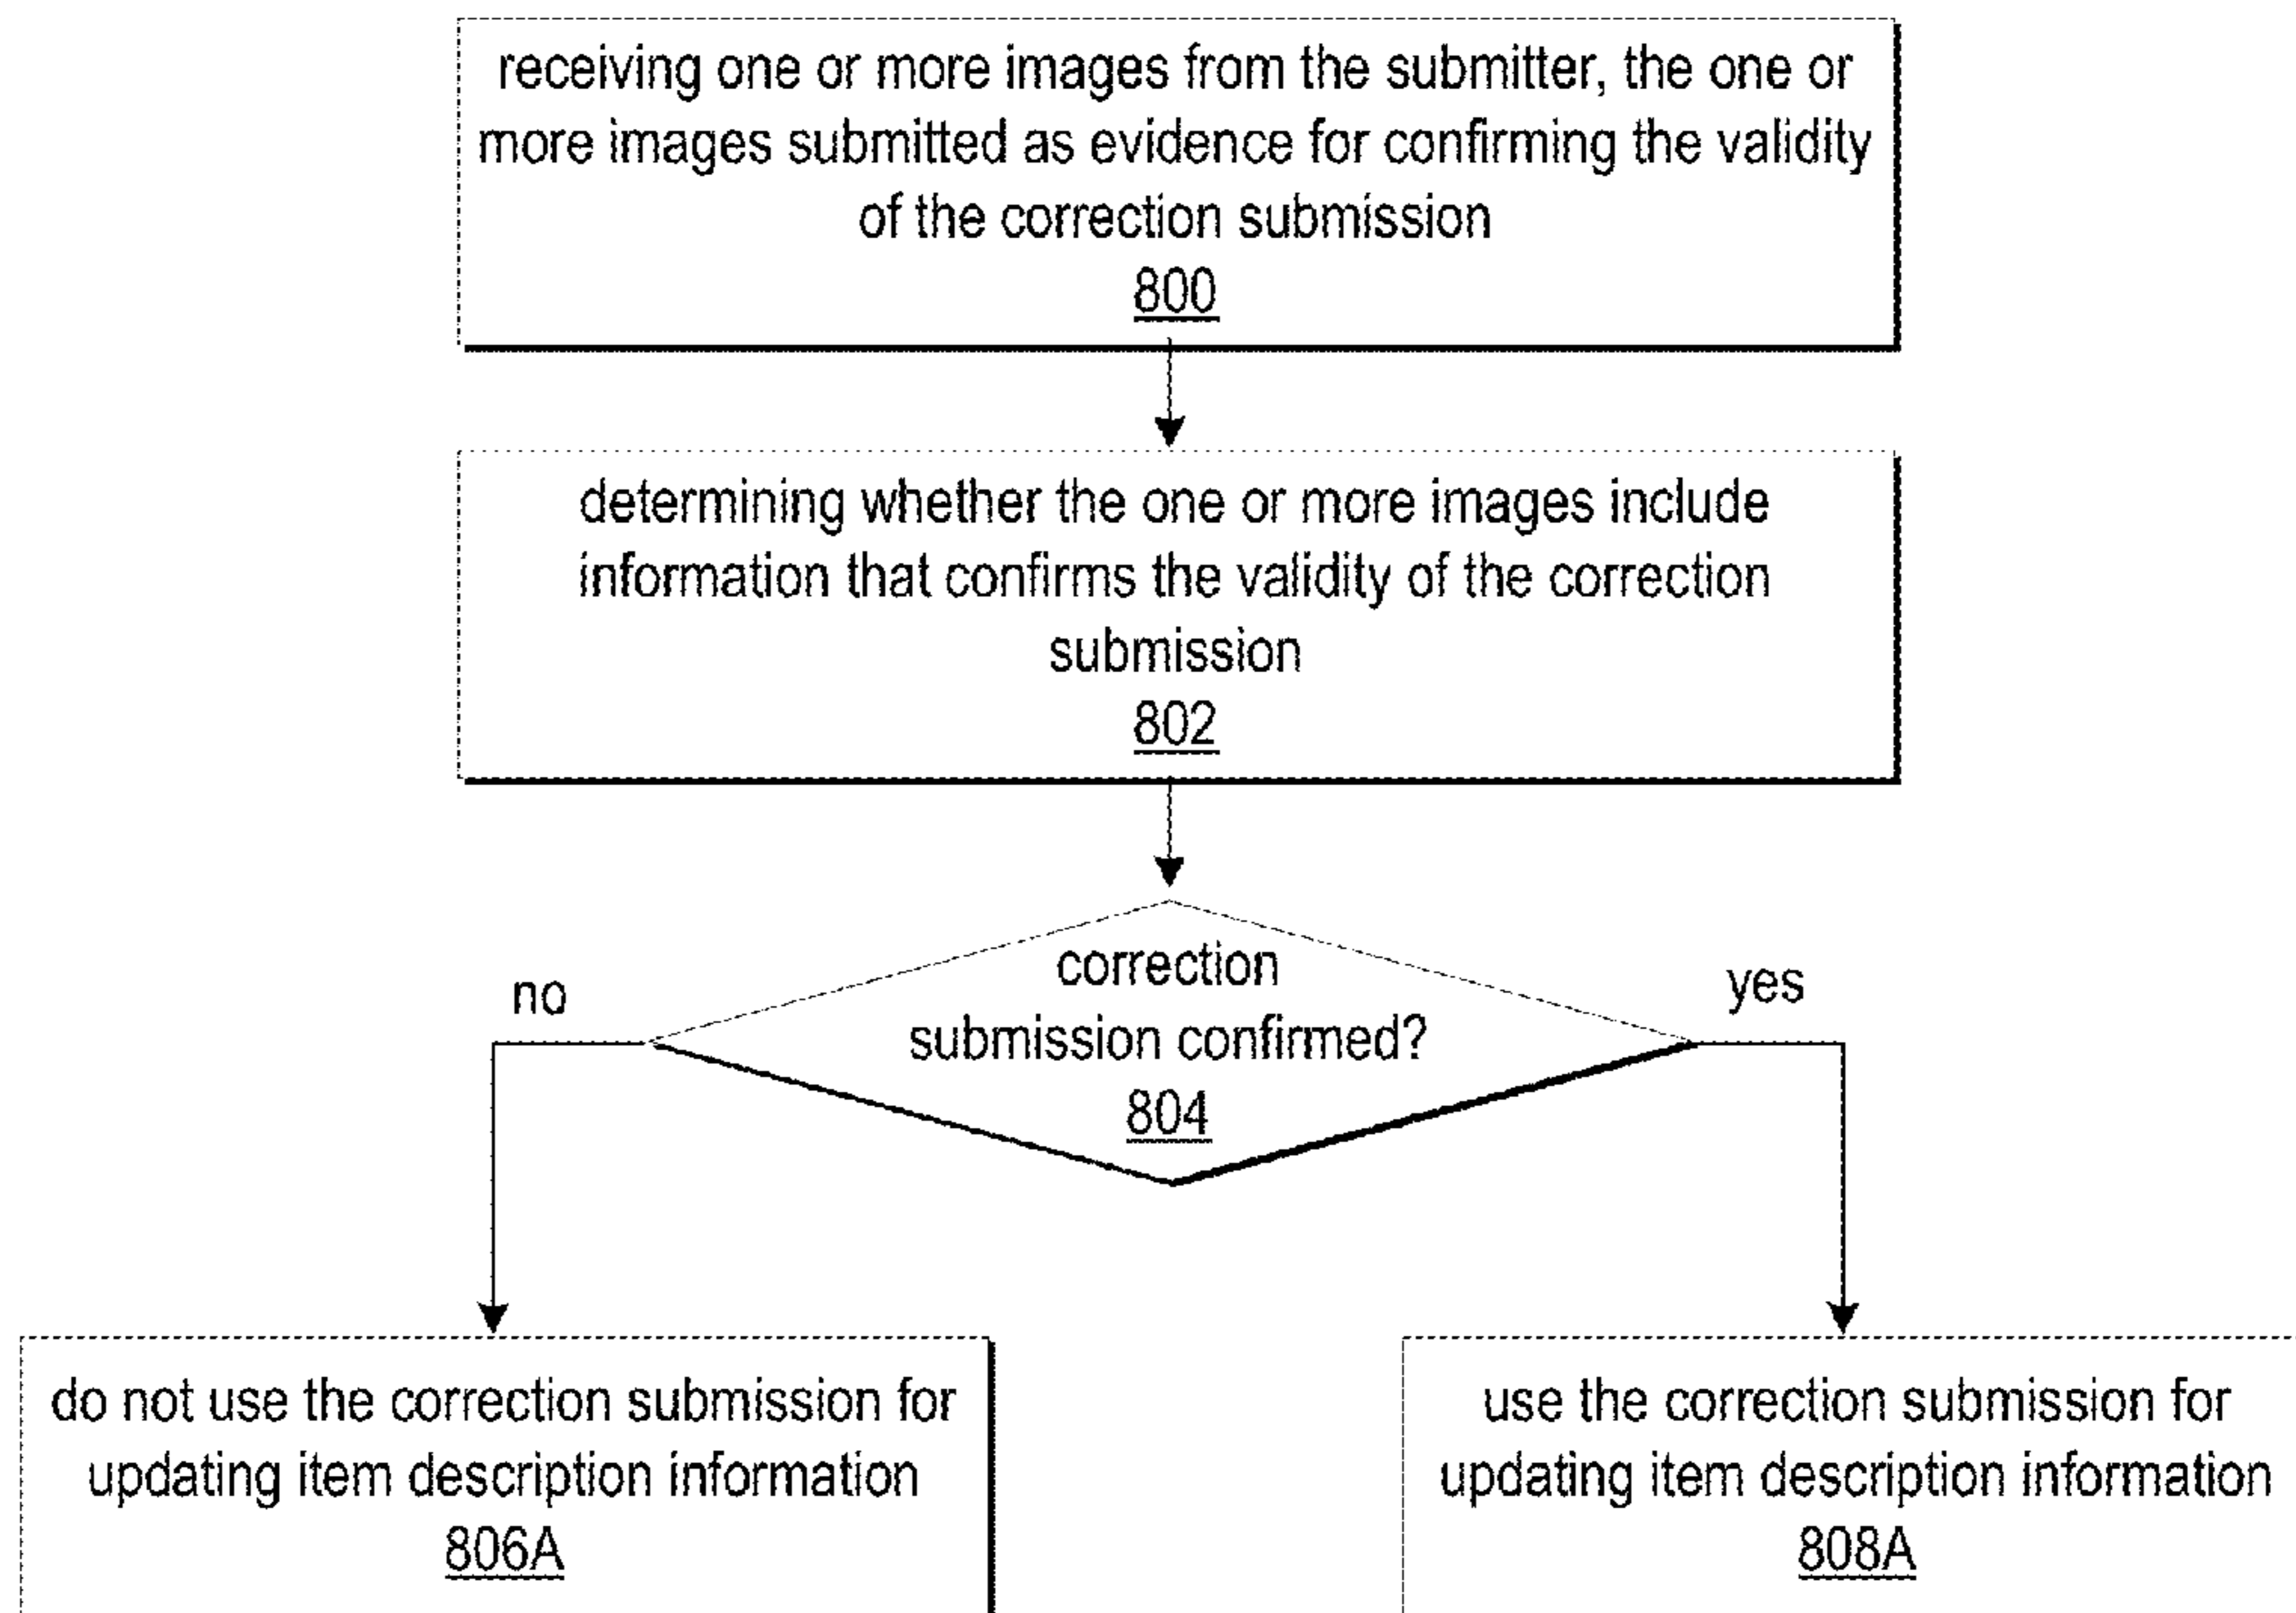 receiving one or more images from the submitter, the one or
more images submitted as evidence for confirming the validity
of the correction submission
800
determining whether the one or more images include
information that confirms the validity of the correction
submission
802
correction
submission confirmed?
804
no
yes
do not use the correction submission for
updating item description information
806A
use the correction submission for
updating item description information
808A